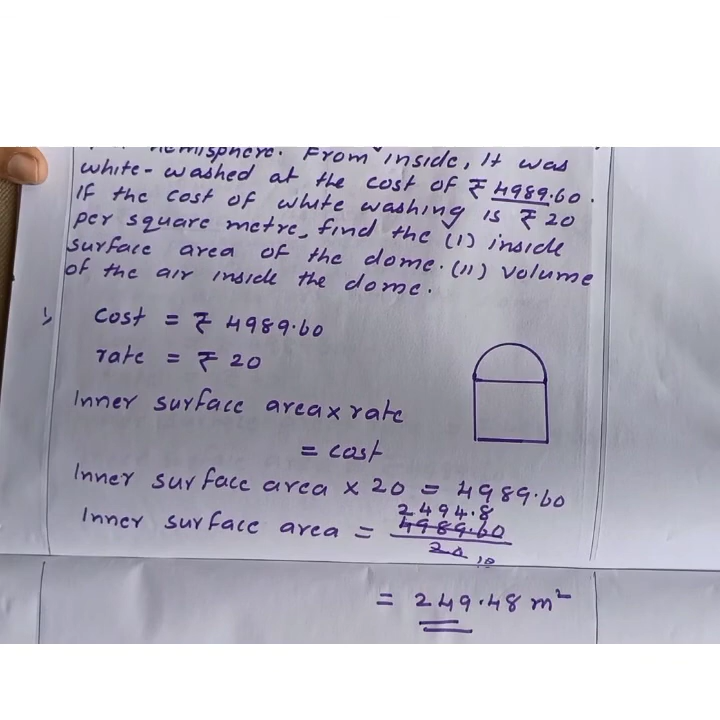 hemisphere. From inside, it was
white-washed at the cost of ₹ 4989.60.
If the cost of white washing is ₹ 20
per square metre, find the (i) inside
surface area of the dome. (ii) volume
of the air inside the dome.
cost = ₹ 4989.60
rate = ₹ 20
Inner surface area x rate
= cost
Inner surface area x 20 = 4989.60
2494.8
Inner surface area = 4989.60
20 10
= 249.48 m²